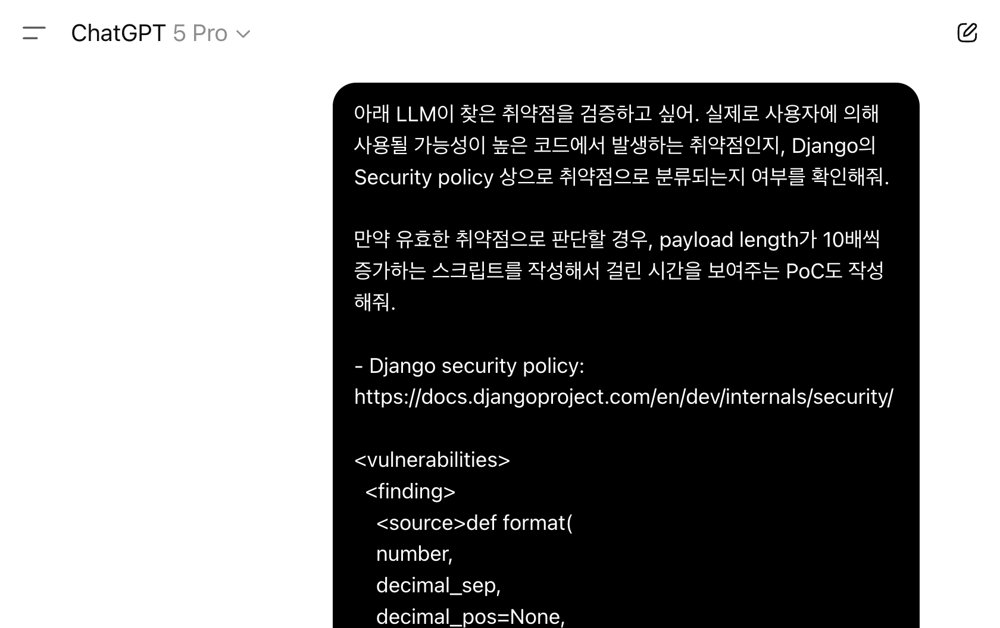 ChatGPT 5 Pro
아래 LLM이 찾은 취약점을 검증하고 싶어. 실제로 사용자에 의해
사용될 가능성이 높은 코드에서 발생하는 취약점인지, Django의
Security policy 상으로 취약점으로 분류되는지 여부를 확인해줘.
만약 유효한 취약점으로 판단할 경우, payload length가 10배씩
증가하는 스크립트를 작성해서 걸린 시간을 보여주는 PoC도 작성
해줘.
- Django security policy:
https://docs.djangoproject.com/en/dev/internals/security/
<vulnerabilities>
<finding>
<source>def format(
number,
decimal_sep,
decimal_pos=None,